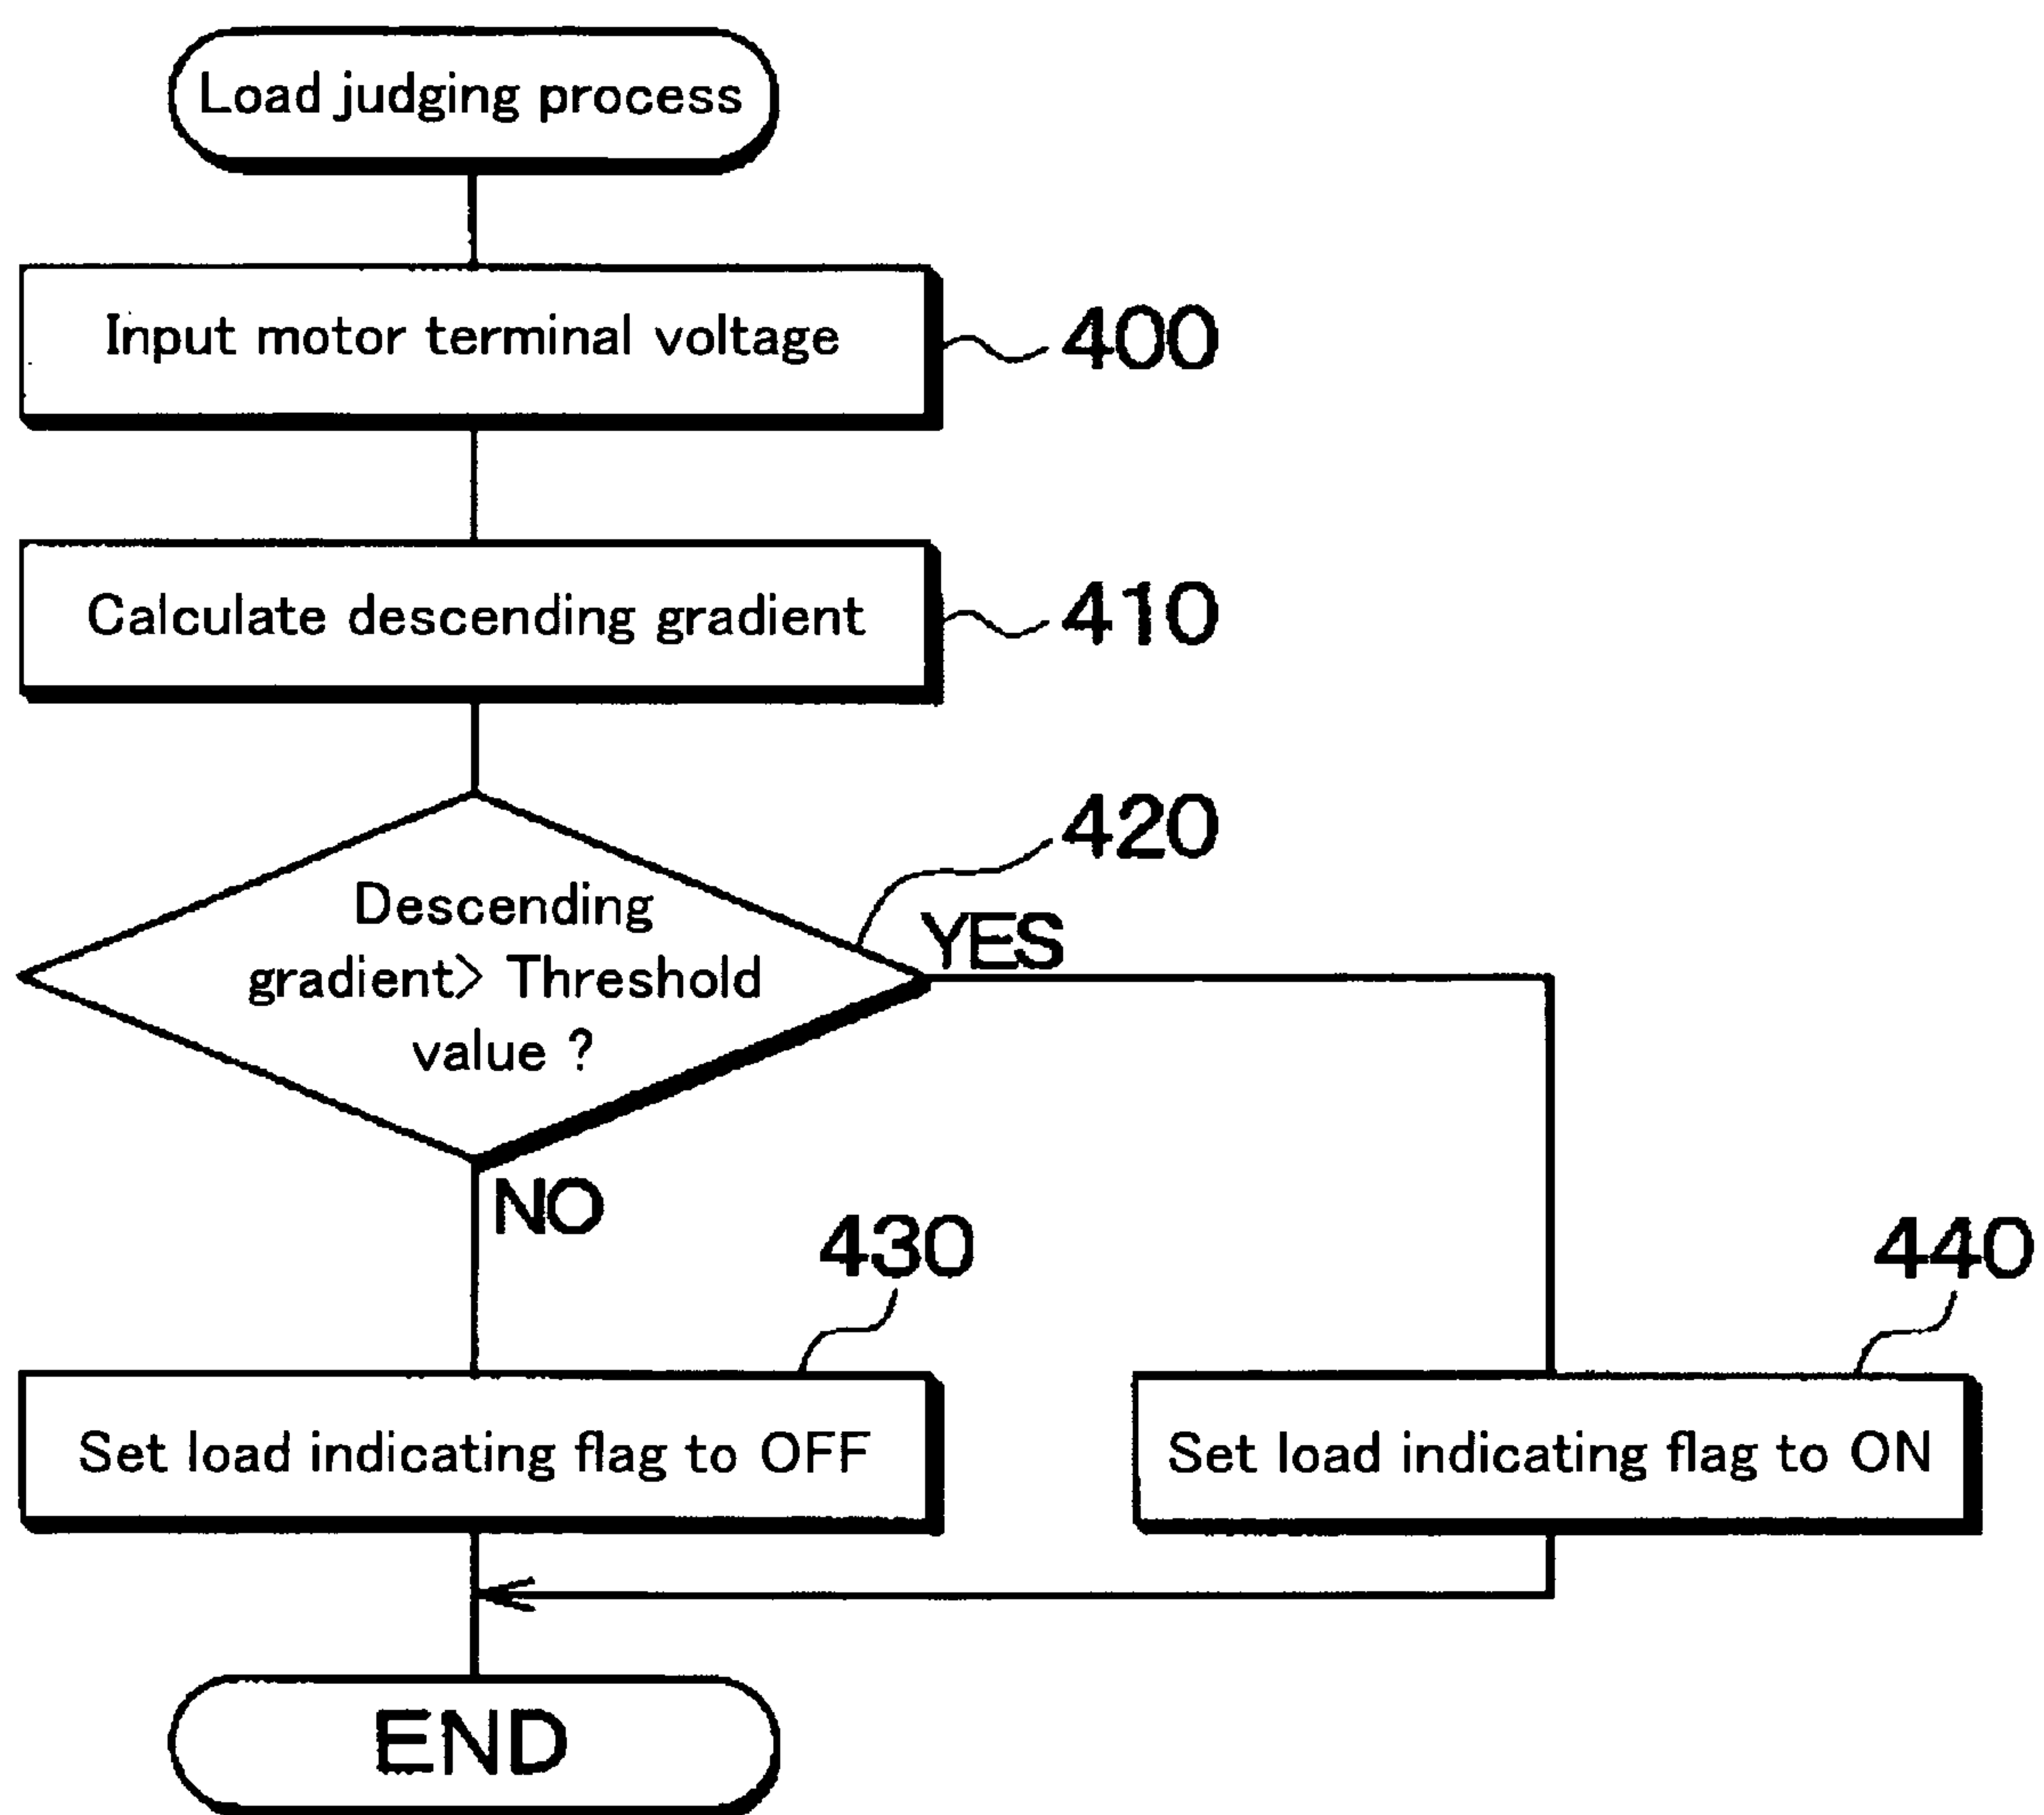 Load judging process
Input motor terminal voltage
400
Calculate descending gradient
410
420
Descending
gradient> Threshold
value ?
YES
NO
430
440
Set load indicating flag to OFF
Set load indicating flag to ON
END